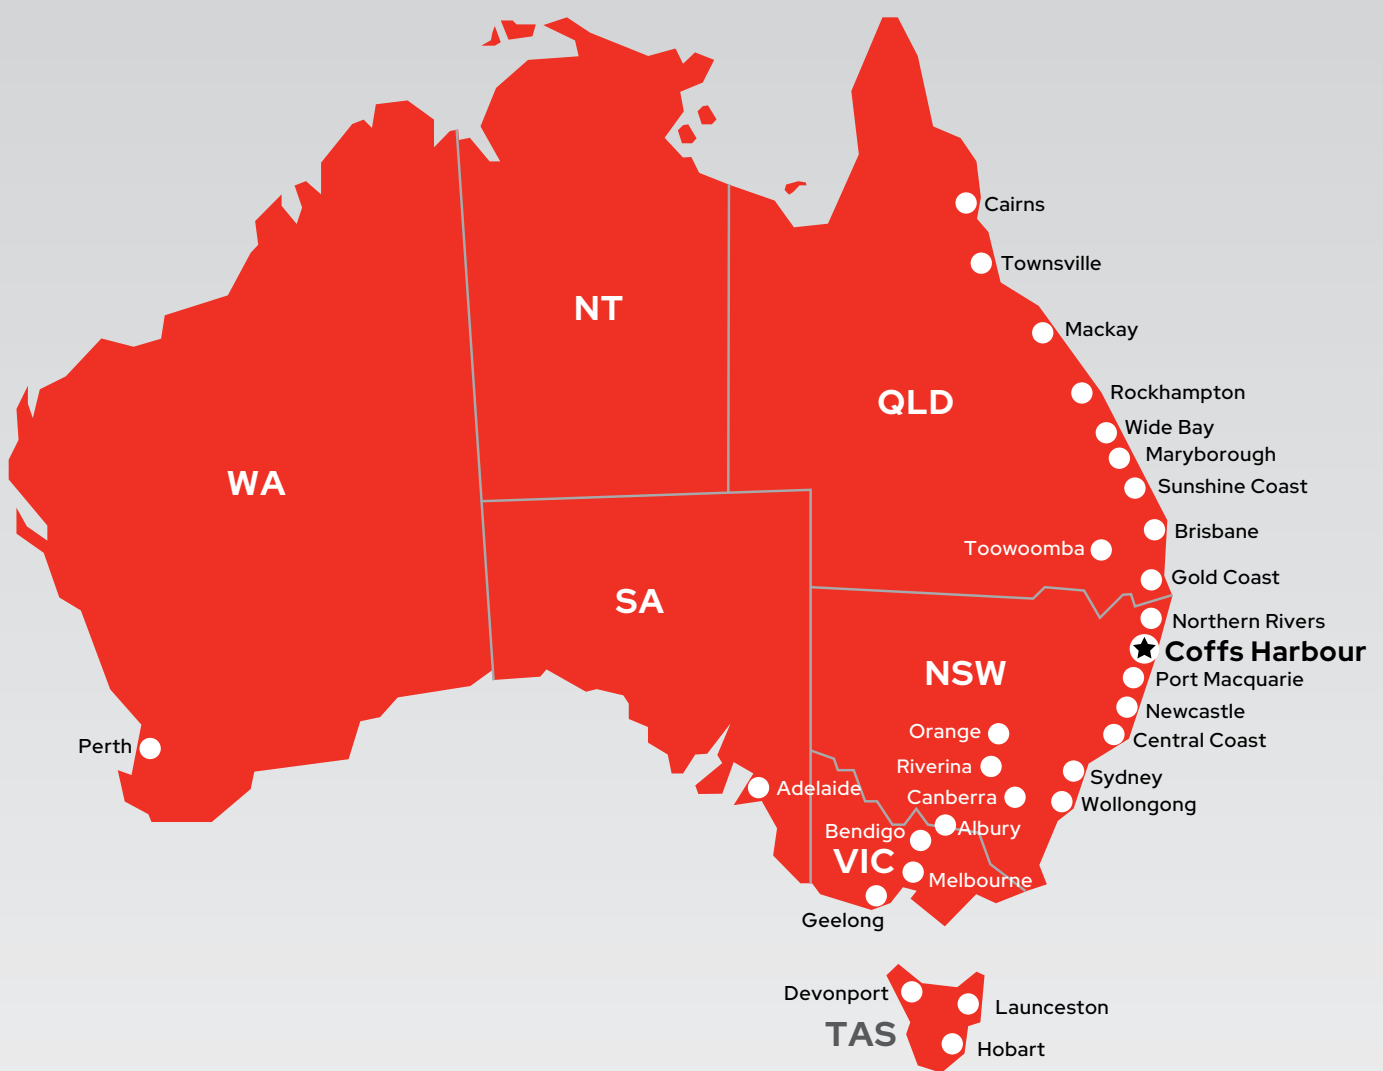 Cairns
Townsville
NT
Mackay
QLD
Rockhampton
Wide Bay
Maryborough
WA
Sunshine Coast
Brisbane
Toowoomba
Gold Coast
SA
Northern Rivers
Coffs Harbour
NSW
Port Macquarie
Newcastle
Orange
Central Coast
Perth
Riverina
Sydney
Adelaide
Canberra
Wollongong
Albury
Bendigo
VIC
Melbourne
Geelong
Devonport
Launceston
TAS
Hobart